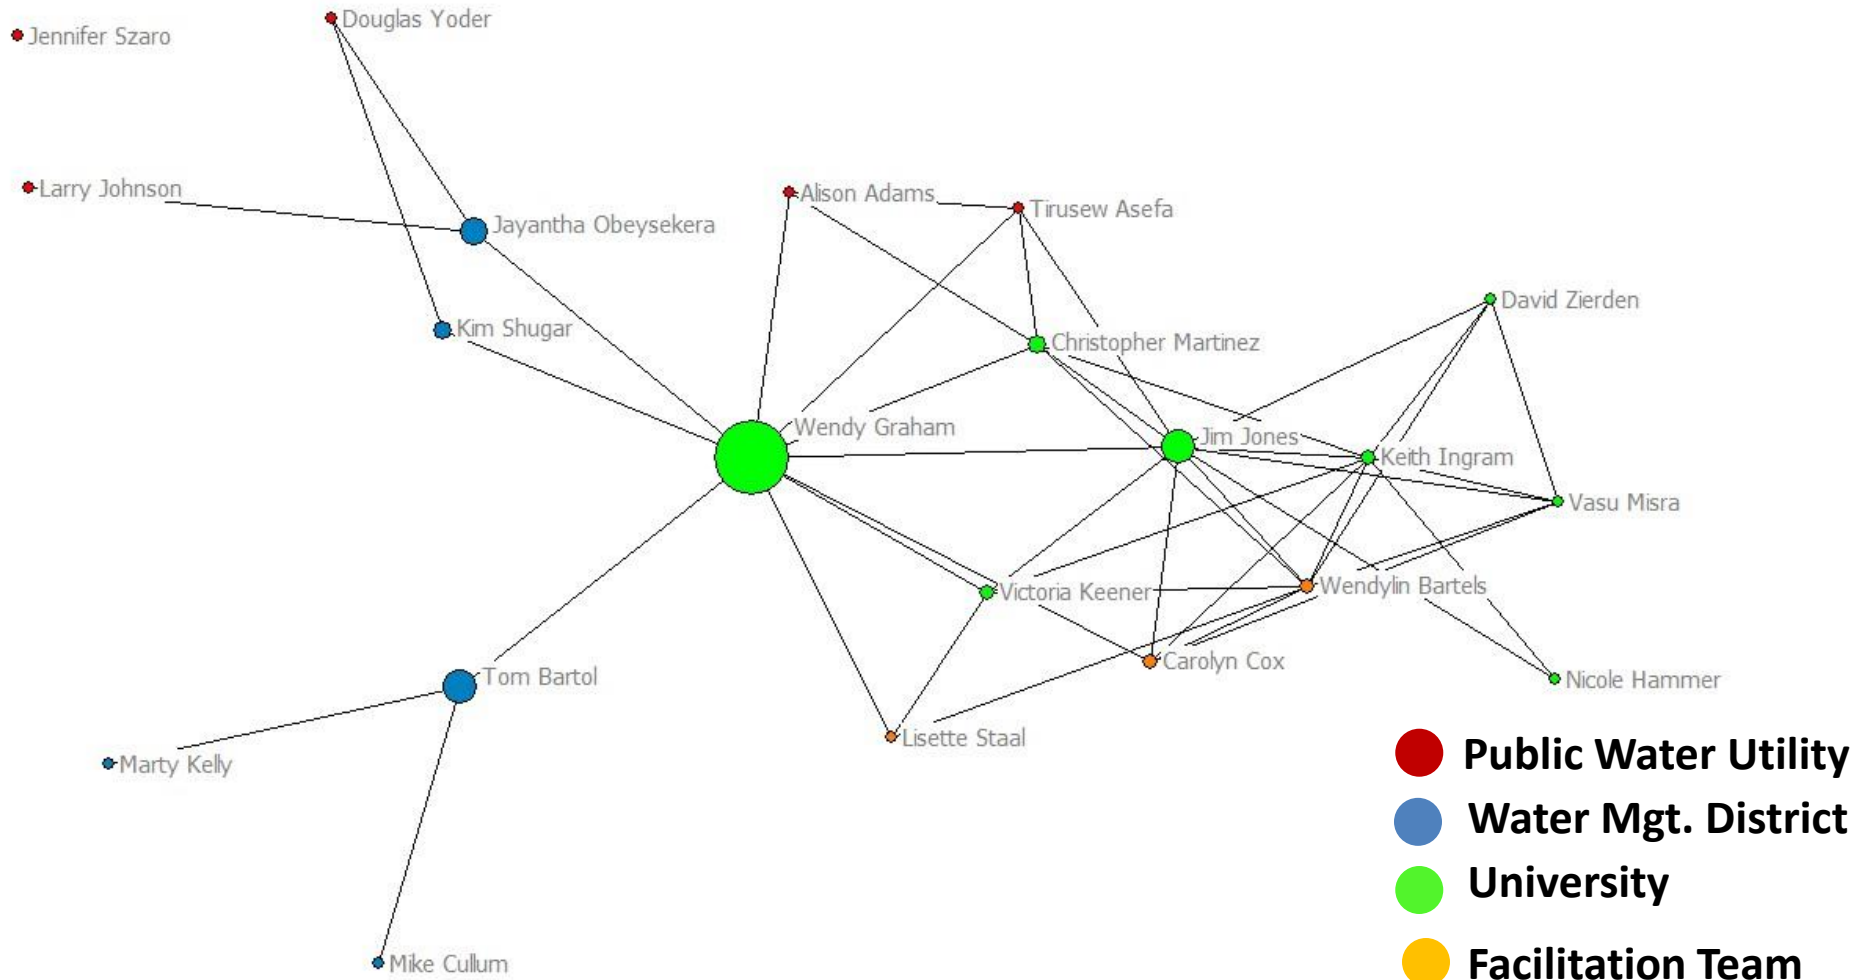 Douglas Yoder
Jennifer Szaro
Larry Johnson
Alison Adams
Tirusew Asefa
Jayantha Obeysekera
David Zierden
Kim Shugar
Christopher Martinez
Wendy Graham
Jim Jones
Keith Ingram
Vasu Misra
Victoria Keener
Wendylin Bartels
Carolyn Cox
Tom Bartol
Nicole Hammer
Lisette Staal
Marty Kelly
Mike Cullum
Public Water Utility
Water Mgt. District
University
Facilitation Team